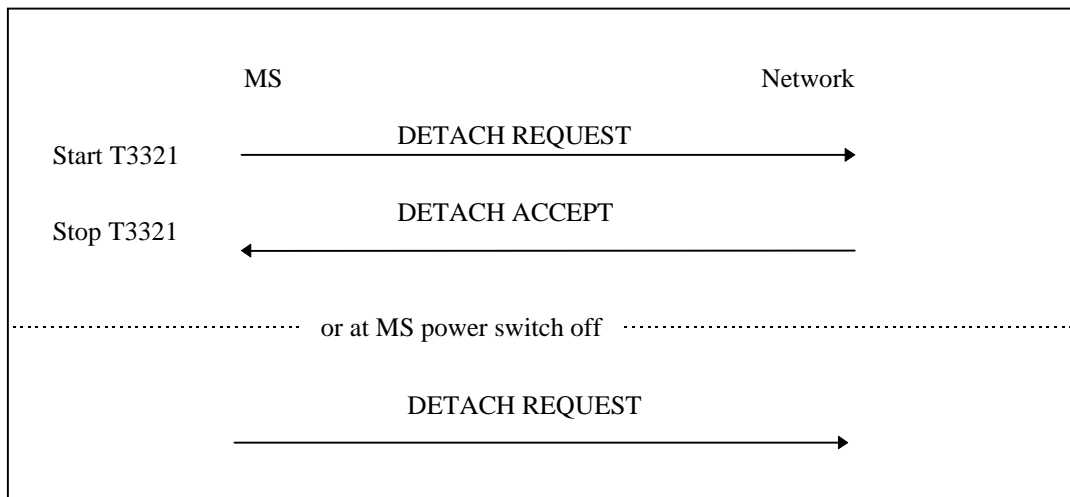 MS Network
DETACH REQUEST
Start T3321
DETACH ACCEPT
Stop T3321
or at MS power switch off
DETACH REQUEST